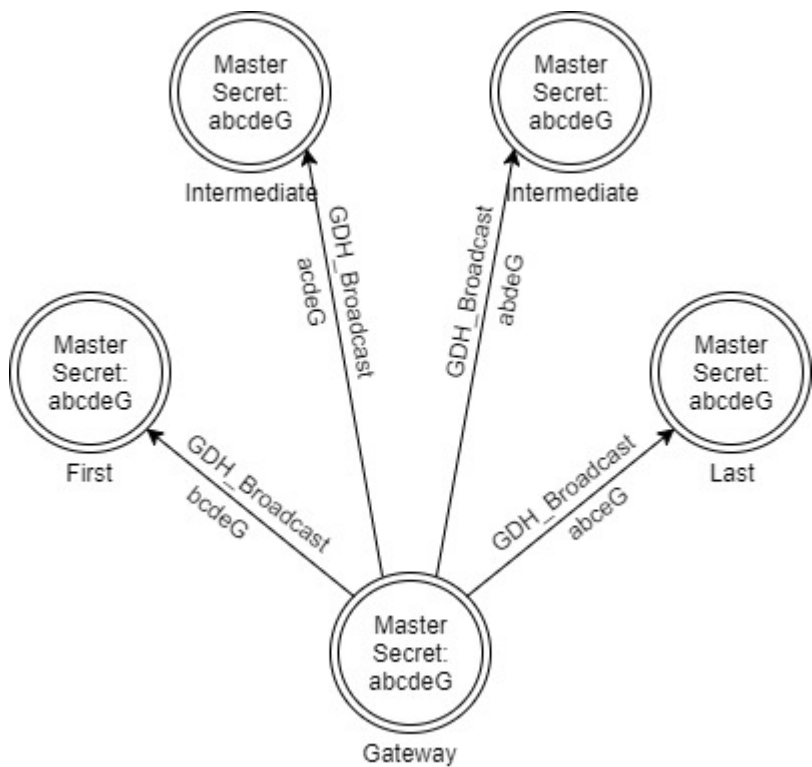 Master
Secret:
abcdeG
Intermediate
Master
Secret:
abcdeG
Intermediate
GDH_Broadcast
acdeG
GDH_Broadcast
abdeG
Master
Secret:
abcdeG
First
Master
Secret:
abcdeG
Last
GDH_Broadcast
bcdeG
GDH_Broadcast
abceG
Master
Secret:
abcdeG
Gateway